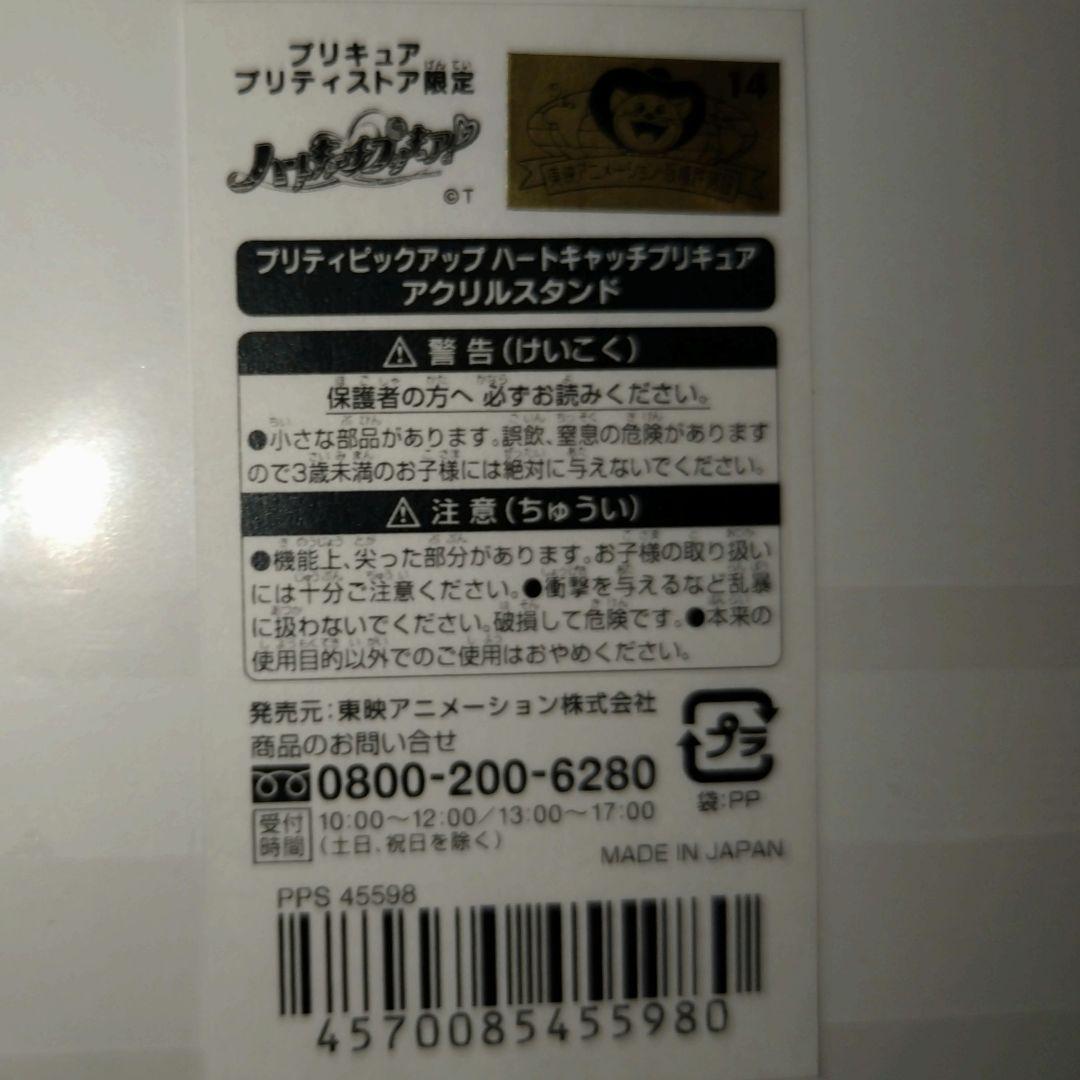 プリキュア
プリティストア限定
ハートキャッチプリキュア!
©T
14
プリティピックアップ ハートキャッチプリキュア
アクリルスタンド
⚠ 警告(けいこく)
保護者の方へ 必ずお読みください。
●小さな部品があります。誤飲、窒息の危険があります
ので3歳未満のお子様には絶対に与えないでください。
⚠ 注意(ちゅうい)
●機能上、尖った部分があります。お子様の取り扱い
には十分ご注意ください。●衝撃を与えるなど乱暴
に扱わないでください。破損して危険です。●本来の
使用目的以外でのご使用はおやめください。
発売元:東映アニメーション株式会社
商品のお問い合せ
0800-200-6280
受付時間 10:00〜12:00/13:00〜17:00
(土日、祝日を除く)
プラ
袋:PP
MADE IN JAPAN
PPS 45598
4570085455980